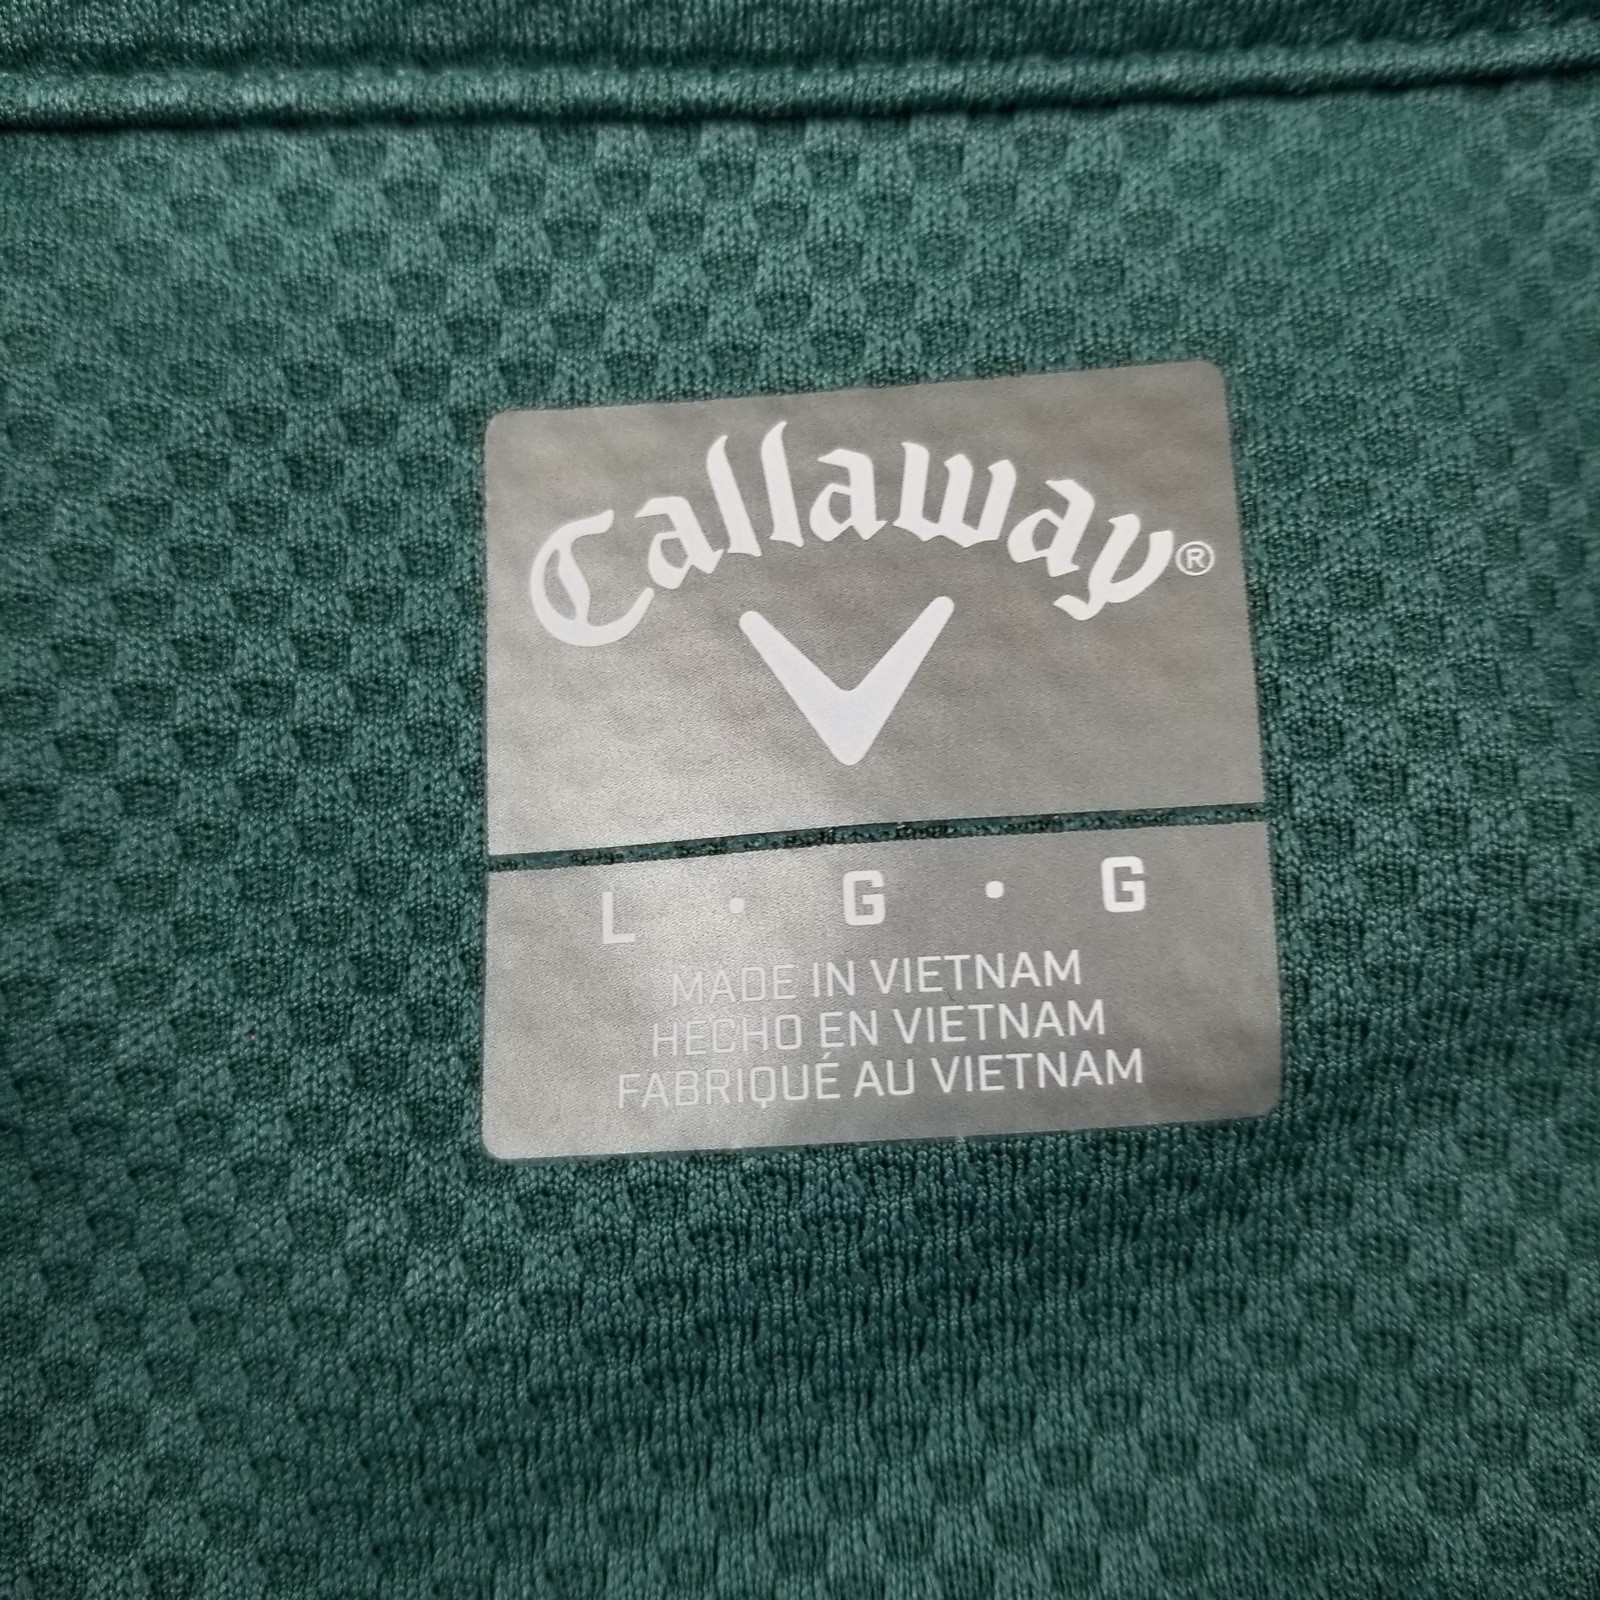 Callaway®
L · G · G
MADE IN VIETNAM
HECHO EN VIETNAM
FABRIQUÉ AU VIETNAM